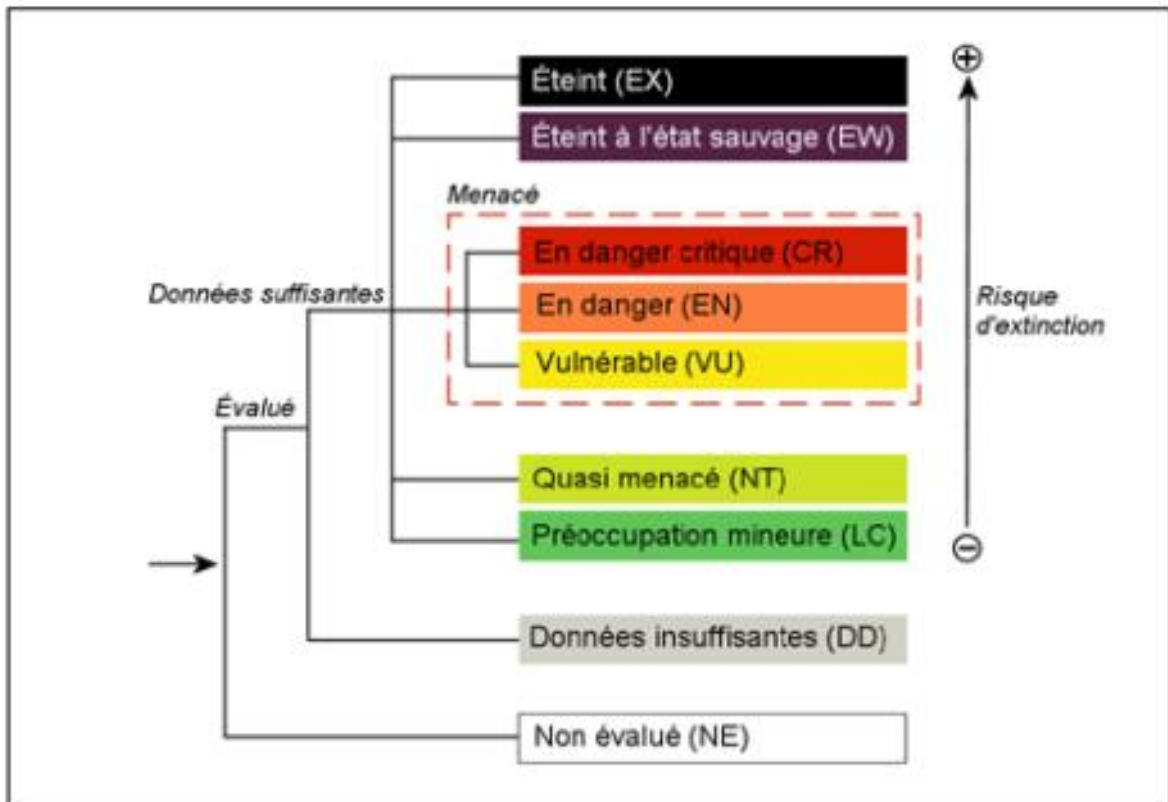 Éteint (EX)
Éteint à l'état sauvage (EW)
Menacé
En danger critique (CR)
Données suffisantes
En danger (EN)
Risque
d'extinction
Vulnérable (VU)
Évalué
Quasi menacé (NT)
Préoccupation mineure (LC)
Données insuffisantes (DD)
Non évalué (NE)